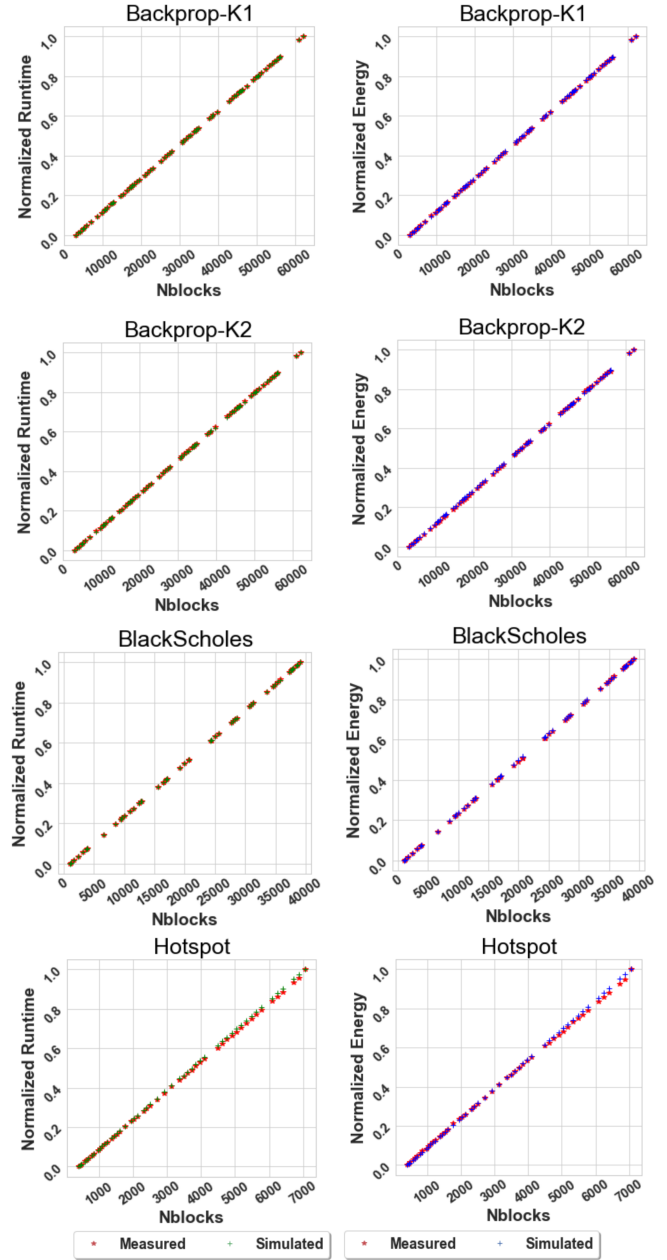 Backprop-K1
Normalized Runtime
0.0 0.2 0.4 0.6 0.8 1.0
0 10000 20000 30000 40000 50000 60000
Nblocks
Backprop-K1
Normalized Energy
0.0 0.2 0.4 0.6 0.8 1.0
0 10000 20000 30000 40000 50000 60000
Nblocks
Backprop-K2
Normalized Runtime
0.0 0.2 0.4 0.6 0.8 1.0
0 10000 20000 30000 40000 50000 60000
Nblocks
Backprop-K2
Normalized Energy
0.0 0.2 0.4 0.6 0.8 1.0
0 10000 20000 30000 40000 50000 60000
Nblocks
BlackScholes
Normalized Runtime
0.0 0.2 0.4 0.6 0.8 1.0
0 5000 10000 15000 20000 25000 30000 35000 40000
Nblocks
BlackScholes
Normalized Energy
0.0 0.2 0.4 0.6 0.8 1.0
0 5000 10000 15000 20000 25000 30000 35000 40000
Nblocks
Hotspot
Normalized Runtime
0.0 0.2 0.4 0.6 0.8 1.0
1000 2000 3000 4000 5000 6000 7000
Nblocks
Hotspot
Normalized Energy
0.0 0.2 0.4 0.6 0.8 1.0
1000 2000 3000 4000 5000 6000 7000
Nblocks
Measured Simulated
Measured Simulated